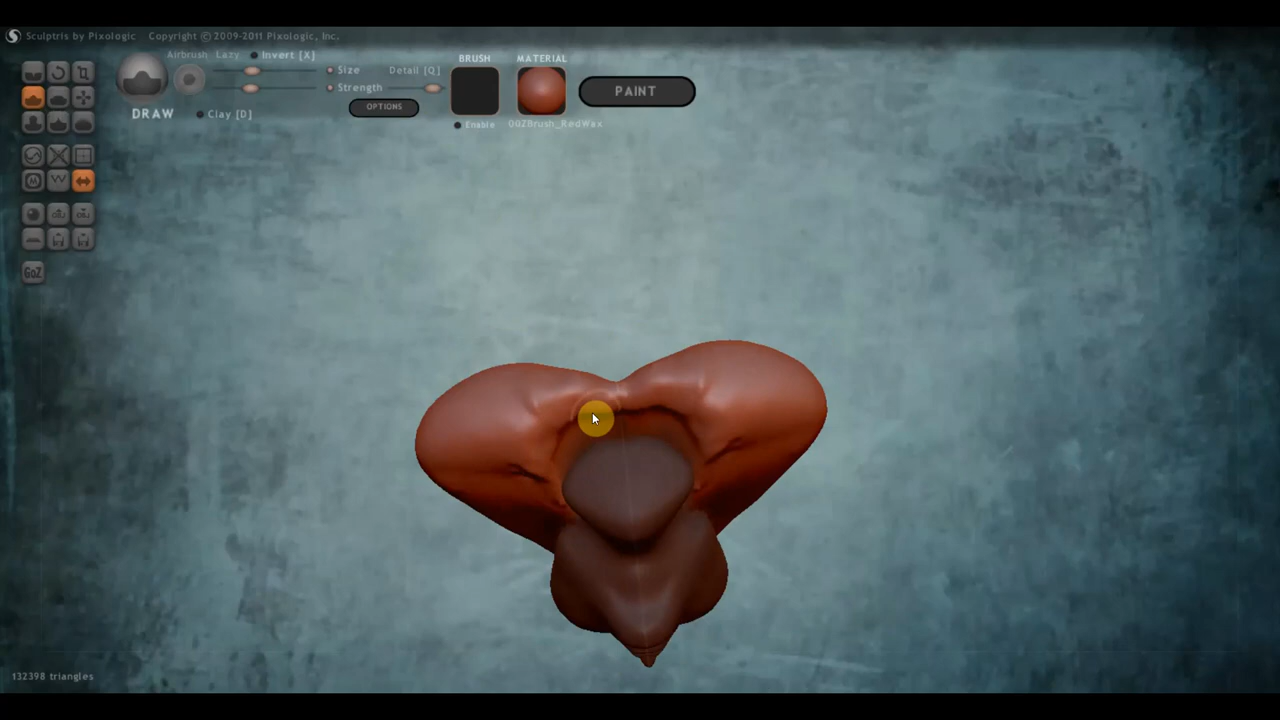 Sculptris by Pixologic Copyright © 2009-2011 Pixologic, Inc.
Airbrush Lazy Invert [X]
Size Detail [Q]
Strength
OPTIONS
DRAW Clay [D]
BRUSH
Enable
MATERIAL
00ZBrush_RedWax
PAINT
GoZ
132398 triangles